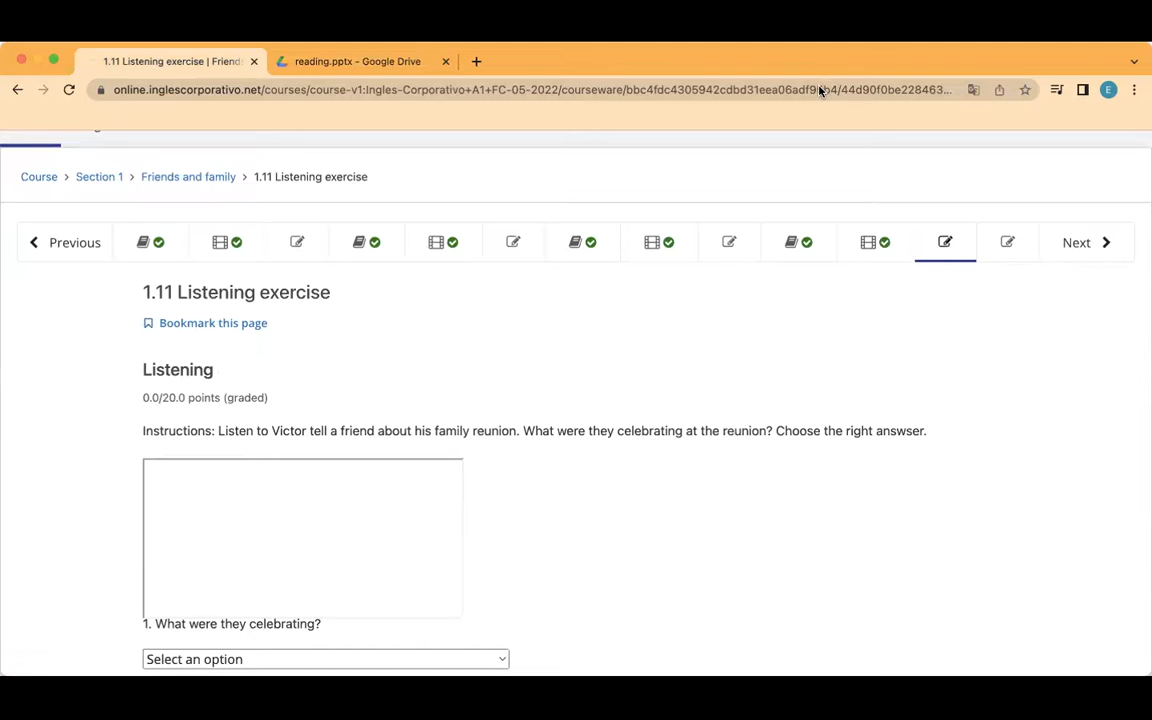 1.11 Listening exercise | Friend
reading.pptx - Google Drive
online.inglescorporativo.net/courses/course-v1:Ingles-Corporativo+A1+FC-05-2022/courseware/
E
Course > Section 1 > Friends and family > 1.11 Listening exercise
Previous
Next
1.11 Listening exercise
Bookmark this page
Listening
0.0/20.0 points (graded)
Instructions: Listen to Victor tell a friend about his family reunion. What were they celebrating at the reunion? Choose the right answser.
1. What were they celebrating?
Select an option